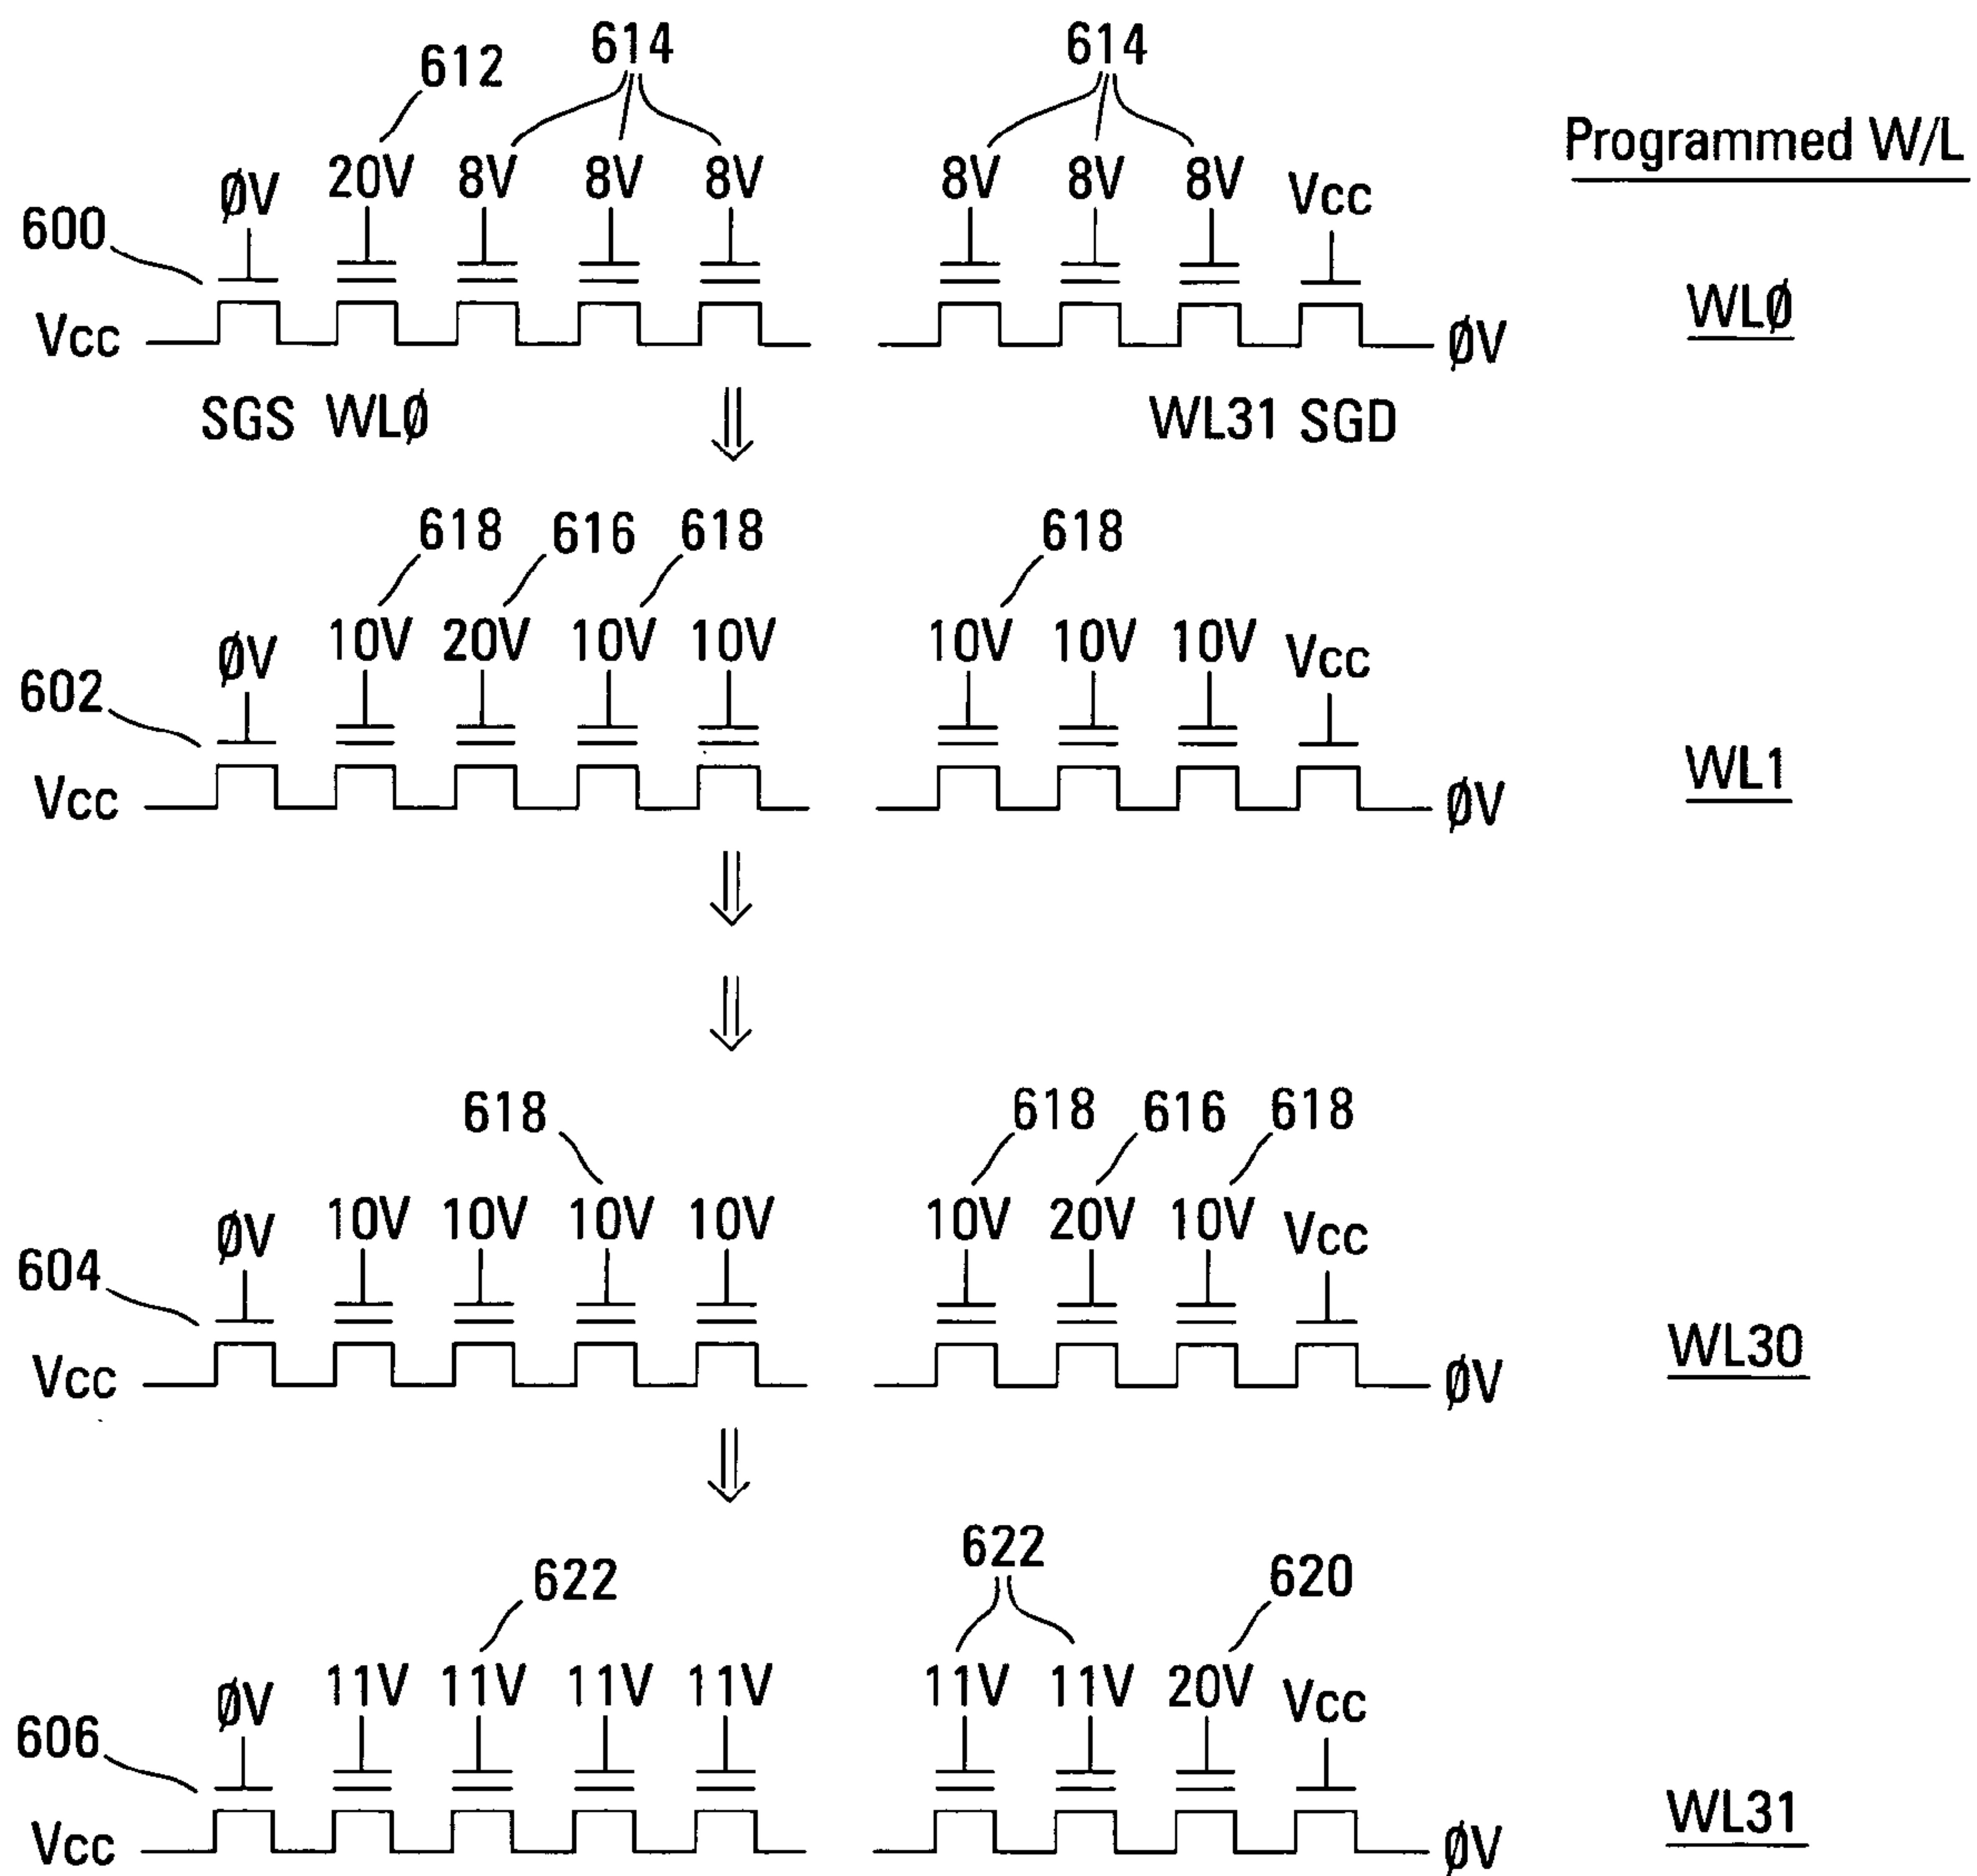 612 614 614
Programmed W/L
ØV 20V 8V 8V 8V 8V 8V 8V Vcc
600
Vcc ØV WLØ
SGS WLØ WL31 SGD
618 616 618 618
ØV 10V 20V 10V 10V 10V 10V 10V Vcc
602
Vcc ØV WL1
618 618 616 618
ØV 10V 10V 10V 10V 10V 20V 10V Vcc
604
Vcc ØV WL30
622 622 620
ØV 11V 11V 11V 11V 11V 11V 20V Vcc
606
Vcc ØV WL31